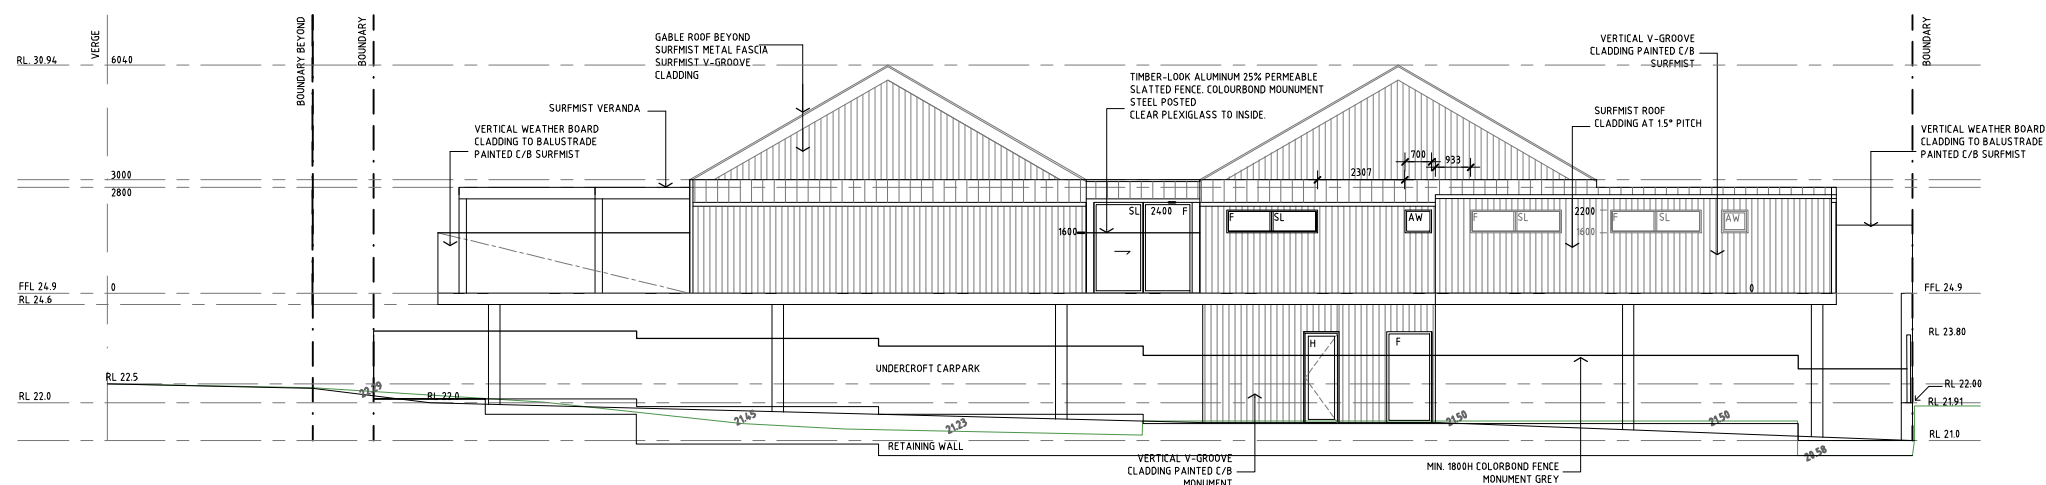 VERGE
BOUNDARY BEYOND
BOUNDARY
BOUNDARY
RL. 30.94
6040
GABLE ROOF BEYOND
SURFMIST METAL FASCIA
SURFMIST V-GROOVE
CLADDING
VERTICAL V-GROOVE
CLADDING PAINTED C/B
SURFMIST
TIMBER-LOOK ALUMINUM 25% PERMEABLE
SLATTED FENCE. COLOURBOND MOUNUMENT
STEEL POSTED
CLEAR PLEXIGLASS TO INSIDE.
SURFMIST VERANDA
SURFMIST ROOF
CLADDING AT 1.5° PITCH
VERTICAL WEATHER BOARD
CLADDING TO BALUSTRADE
PAINTED C/B SURFMIST
VERTICAL WEATHER BOARD
CLADDING TO BALUSTRADE
PAINTED C/B SURFMIST
700
933
2307
3000
2800
SL
2400
F
F
SL
AW
F
SL
2200
F
SL
AW
1600
1600
FFL 24.9
0
0
FFL 24.9
RL 24.6
RL 23.80
H
F
UNDERCROFT CARPARK
RL 22.5
22.29
RL 22.00
RL 22.0
RL 22.0
RL 21.91
21.45
21.23
21.50
21.50
RL 21.0
RETAINING WALL
20.58
VERTICAL V-GROOVE
CLADDING PAINTED C/B
MONUMENT
MIN. 1800H COLORBOND FENCE
MONUMENT GREY